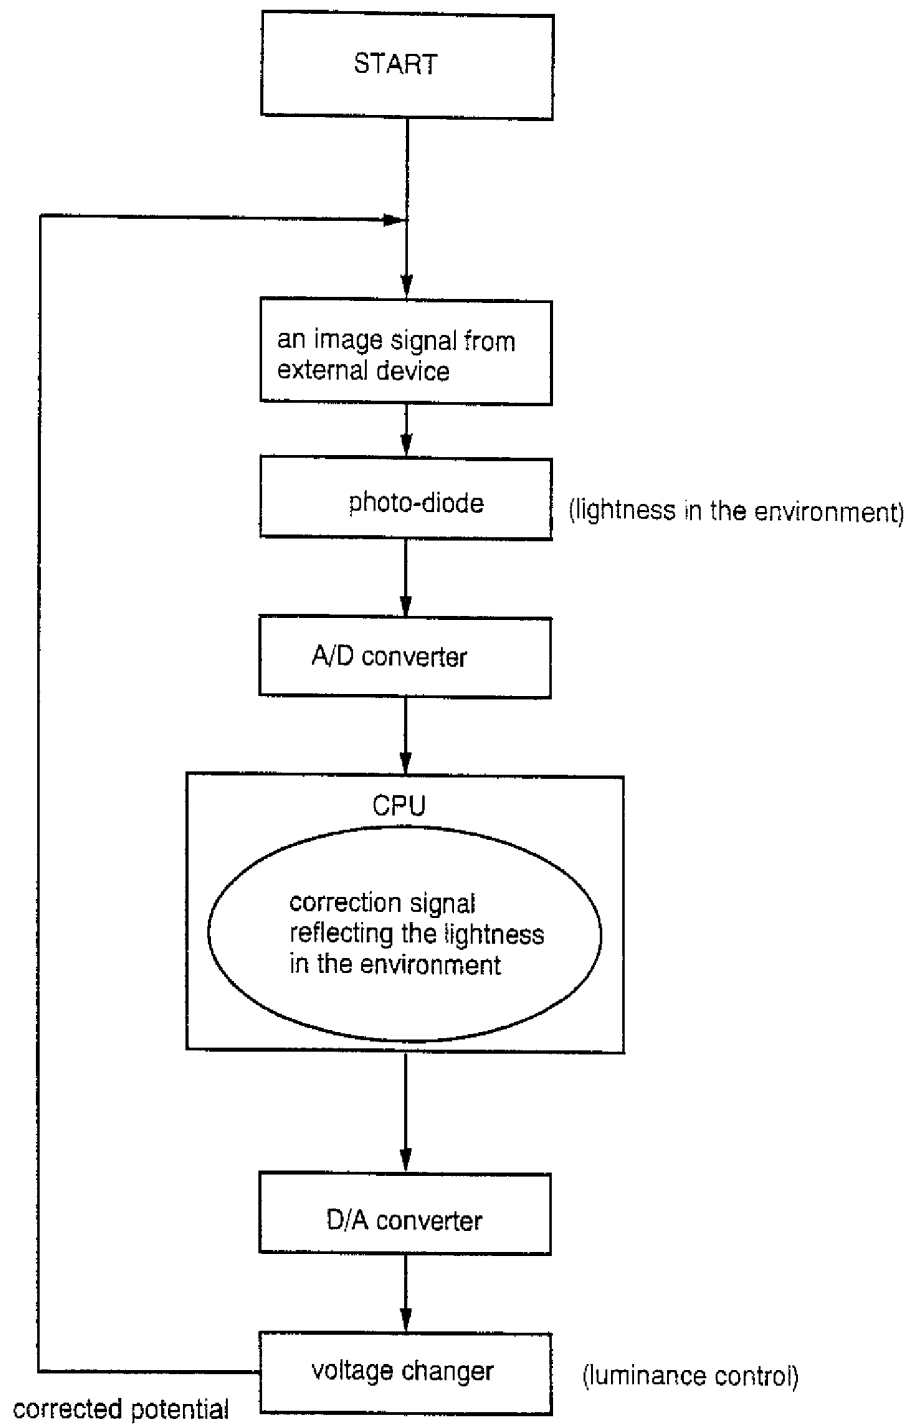 START
an image signal from
external device
photo-diode
(lightness in the environment)
A/D converter
CPU
correction signal
reflecting the lightness
in the environment
D/A converter
voltage changer
(luminance control)
corrected potential